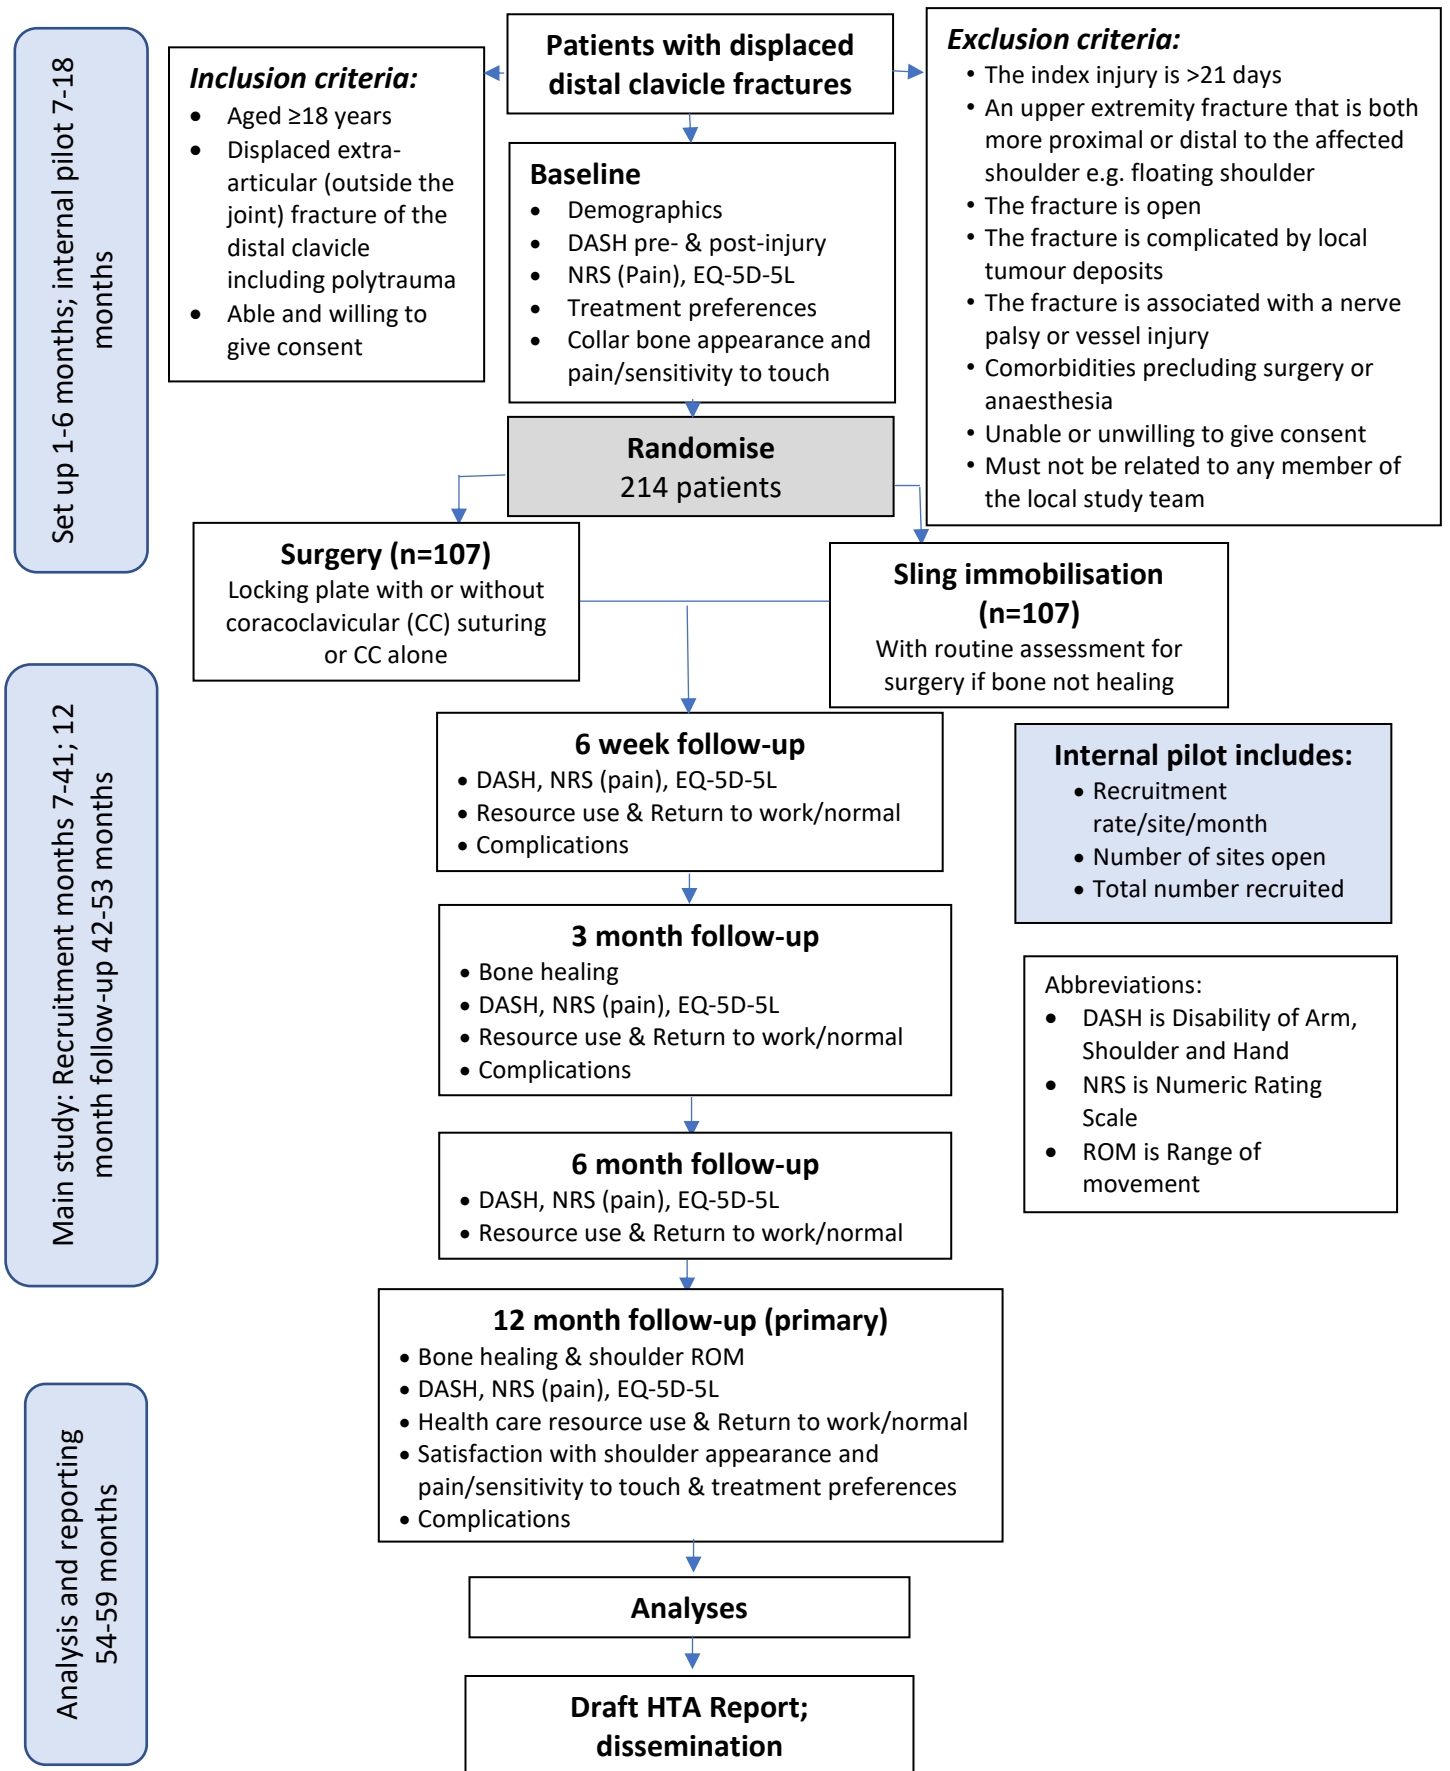 Set up 1-6 months; internal pilot 7-18
months
Patients with displaced
distal clavicle fractures
Inclusion criteria:
• Aged ≥18 years
• Displaced extra-
articular (outside the
joint) fracture of the
distal clavicle
including polytrauma
• Able and willing to
give consent
Exclusion criteria:
• The index injury is >21 days
• An upper extremity fracture that is both
more proximal or distal to the affected
shoulder e.g. floating shoulder
• The fracture is open
• The fracture is complicated by local
tumour deposits
• The fracture is associated with a nerve
palsy or vessel injury
• Comorbidities precluding surgery or
anaesthesia
• Unable or unwilling to give consent
• Must not be related to any member of
the local study team
Baseline
• Demographics
• DASH pre- & post-injury
• NRS (Pain), EQ-5D-5L
• Treatment preferences
• Collar bone appearance and
pain/sensitivity to touch
Randomise
214 patients
Surgery (n=107)
Locking plate with or without
coracoclavicular (CC) suturing
or CC alone
Sling immobilisation
(n=107)
With routine assessment for
surgery if bone not healing
Main study: Recruitment months 7-41; 12
month follow-up 42-53 months
6 week follow-up
• DASH, NRS (pain), EQ-5D-5L
• Resource use & Return to work/normal
• Complications
Internal pilot includes:
• Recruitment
rate/site/month
• Number of sites open
• Total number recruited
3 month follow-up
• Bone healing
• DASH, NRS (pain), EQ-5D-5L
• Resource use & Return to work/normal
• Complications
Abbreviations:
• DASH is Disability of Arm,
Shoulder and Hand
• NRS is Numeric Rating
Scale
• ROM is Range of
movement
6 month follow-up
• DASH, NRS (pain), EQ-5D-5L
• Resource use & Return to work/normal
12 month follow-up (primary)
• Bone healing & shoulder ROM
• DASH, NRS (pain), EQ-5D-5L
• Health care resource use & Return to work/normal
• Satisfaction with shoulder appearance and
pain/sensitivity to touch & treatment preferences
• Complications
Analysis and reporting
54-59 months
Analyses
Draft HTA Report;
dissemination